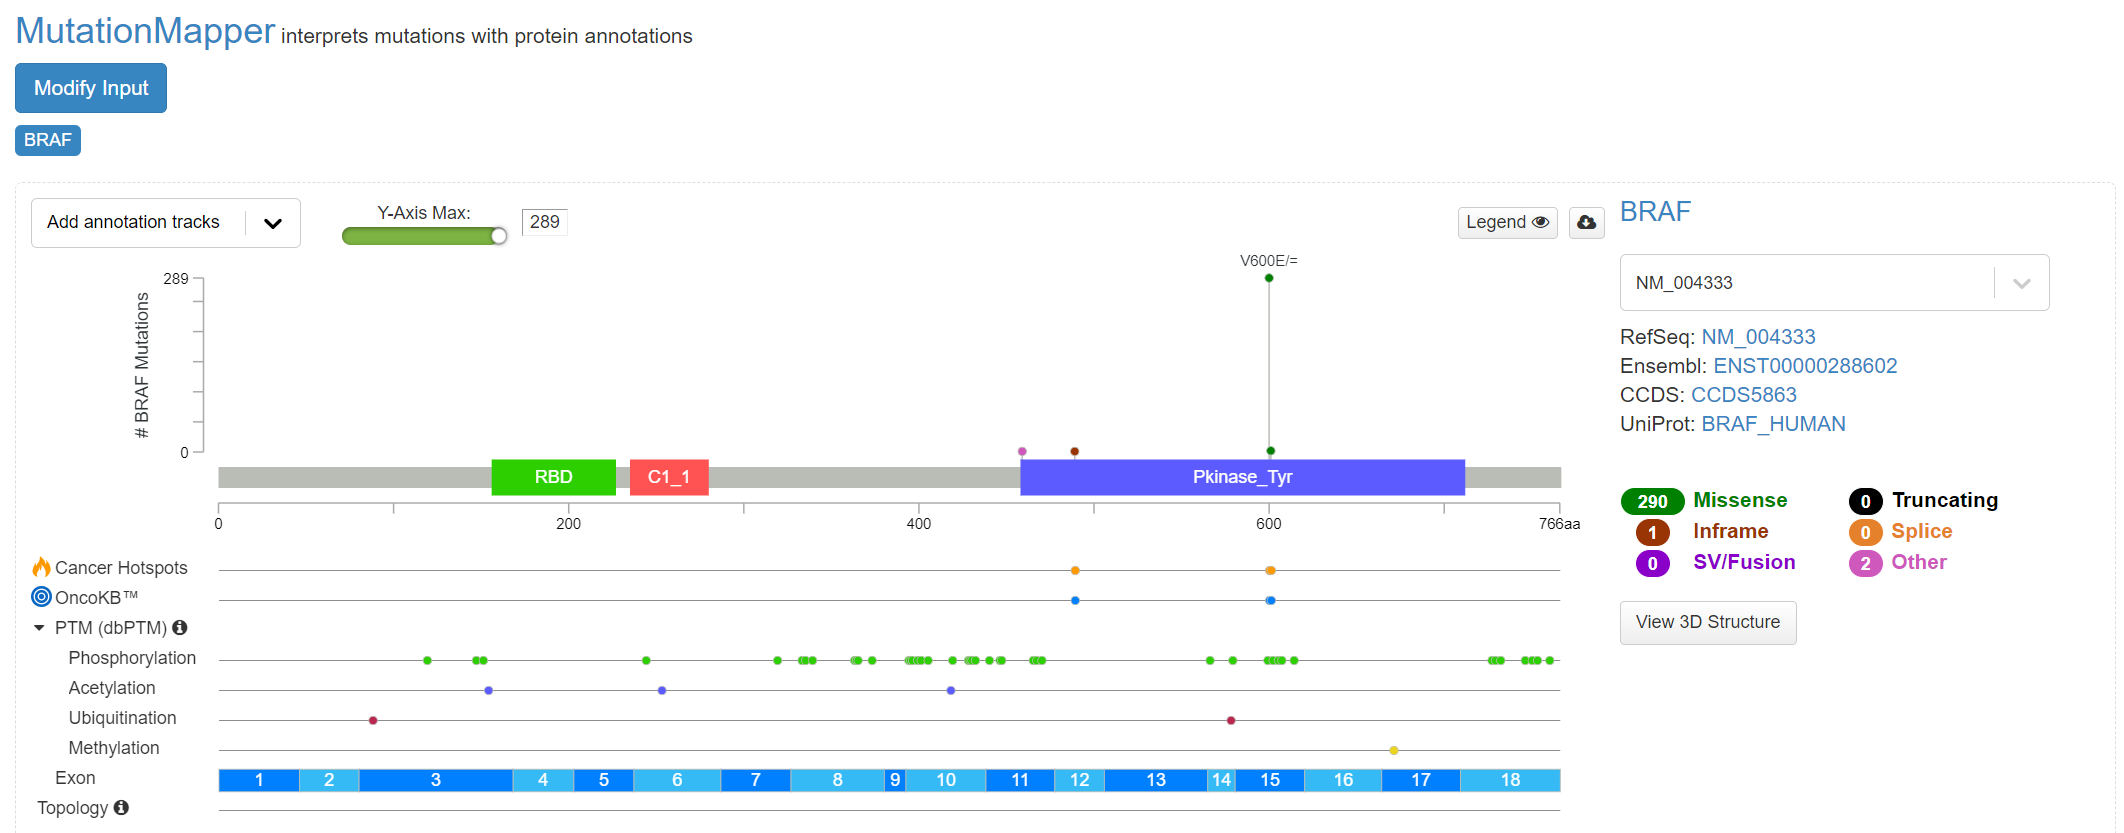 MutationMapper interprets mutations with protein annotations
Modify Input
BRAF
Add annotation tracks
Y-Axis Max:
289
Legend
BRAF
V600E/=
289
# BRAF Mutations
0
RBD
C1_1
Pkinase_Tyr
0
200
400
600
766aa
NM_004333
RefSeq: NM_004333
Ensembl: ENST00000288602
CCDS: CCDS5863
UniProt: BRAF_HUMAN
290 Missense
0 Truncating
1 Inframe
0 Splice
0 SV/Fusion
2 Other
View 3D Structure
Cancer Hotspots
OncoKB™
PTM (dbPTM)
Phosphorylation
Acetylation
Ubiquitination
Methylation
Exon 1 2 3 4 5 6 7 8 9 10 11 12 13 14 15 16 17 18
Topology